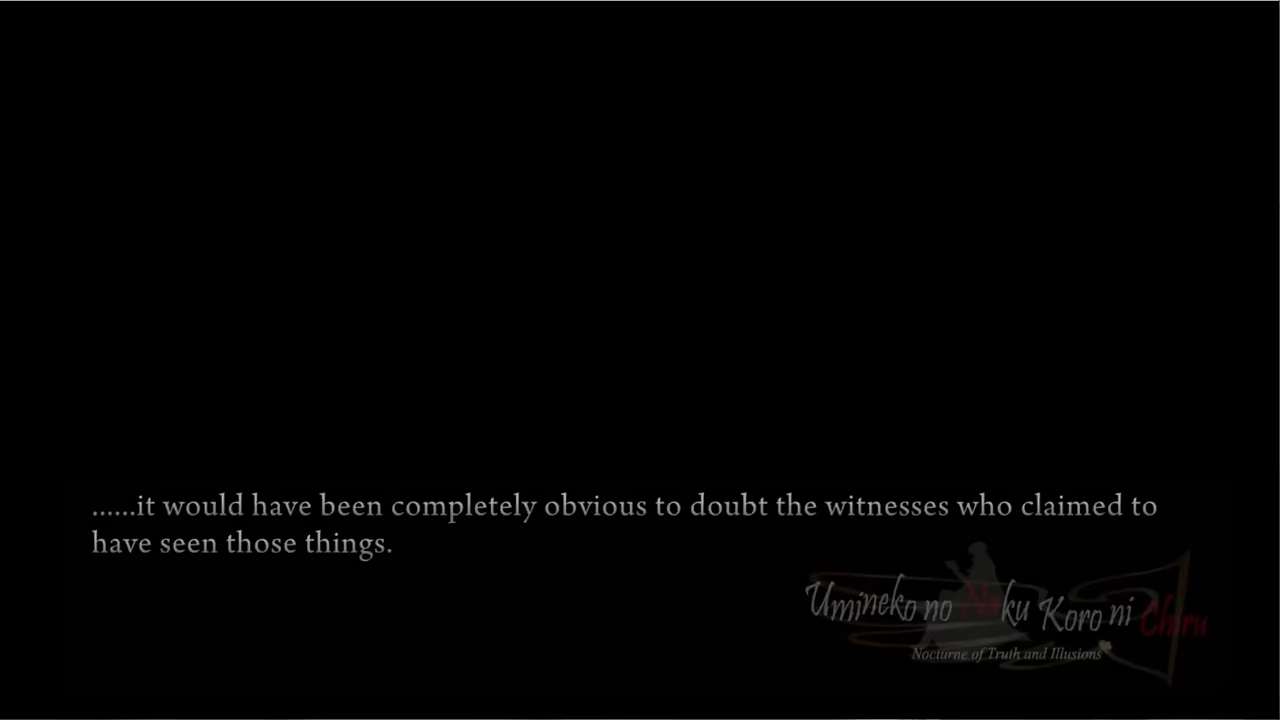 ......it would have been completely obvious to doubt the witnesses who claimed to
have seen those things.
Umineko no Naku Koro ni Chiru
Nocturne of Truth and Illusions